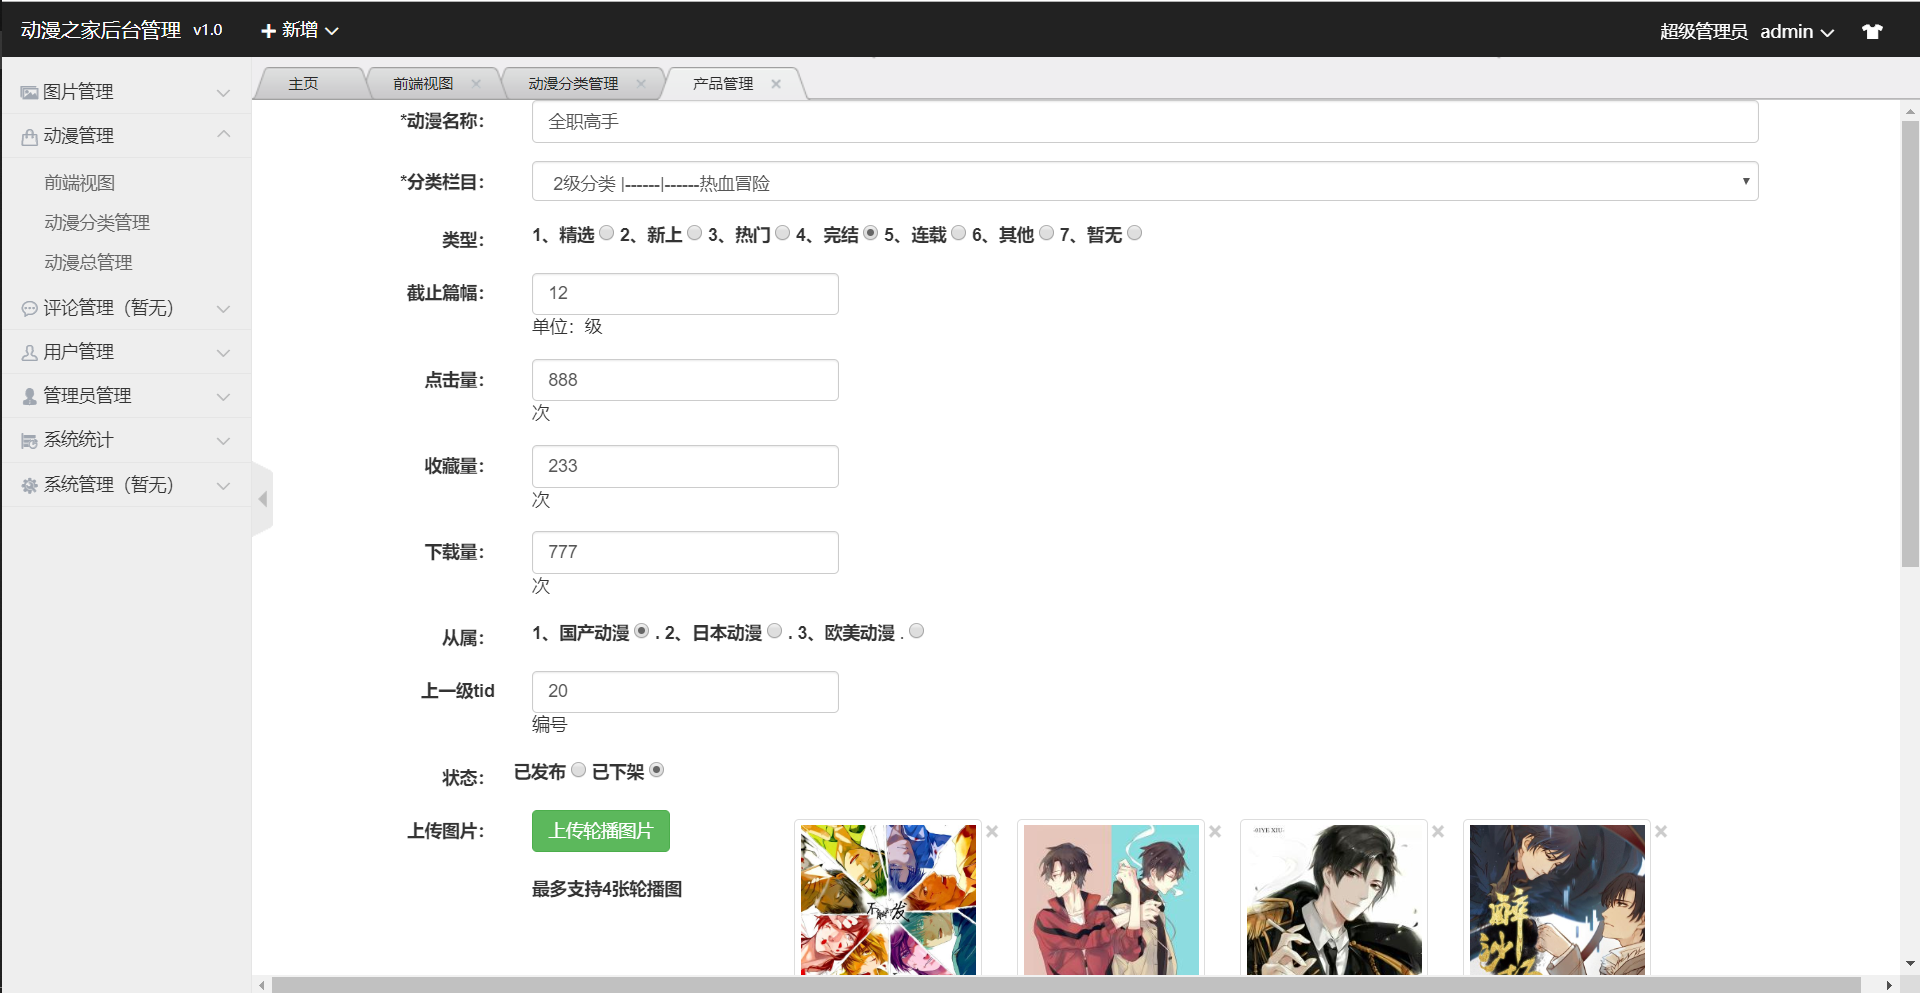 动漫之家后台管理 v1.0 新增 超级管理员 admin
主页 前端视图 动漫分类管理 产品管理
图片管理
动漫管理
前端视图
动漫分类管理
动漫总管理
评论管理（暂无）
用户管理
管理员管理
系统统计
系统管理（暂无）
*动漫名称： 全职高手
*分类栏目： 2级分类 |------|------热血冒险
类型： 1、精选 2、新上 3、热门 4、完结 5、连载 6、其他 7、暂无
截止篇幅： 12
单位：级
点击量： 888
次
收藏量： 233
次
下载量： 777
次
从属： 1、国产动漫 . 2、日本动漫 . 3、欧美动漫 .
上一级tid 20
编号
状态： 已发布 已下架
上传图片： 上传轮播图片
最多支持4张轮播图